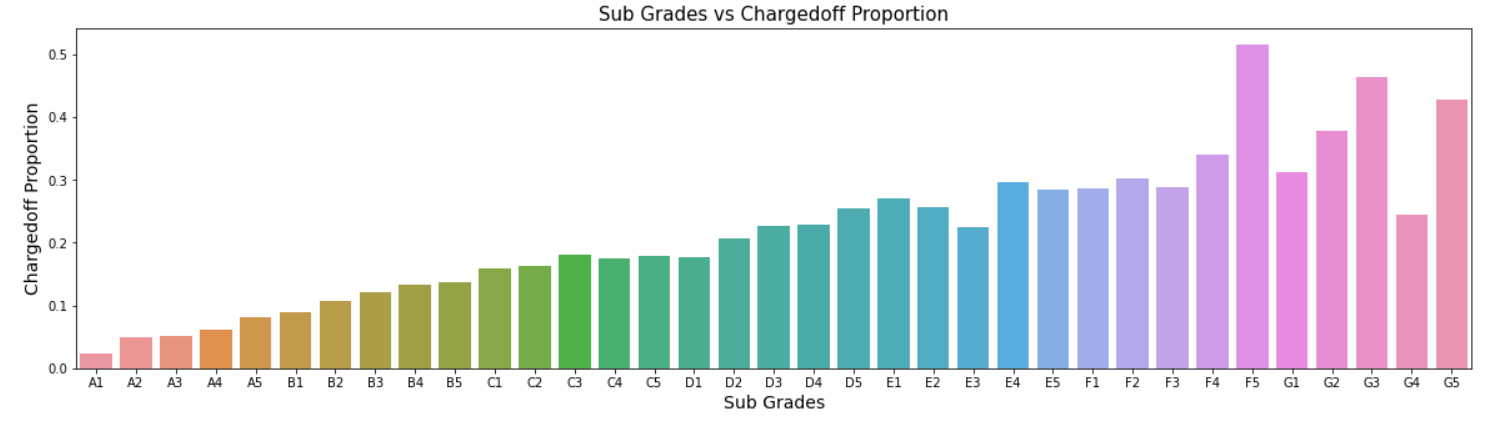 Sub Grades vs Chargedoff Proportion
Chargedoff Proportion
0.5
0.4
0.3
0.2
0.1
0.0
A1 A2 A3 A4 A5 B1 B2 B3 B4 B5 C1 C2 C3 C4 C5 D1 D2 D3 D4 D5 E1 E2 E3 E4 E5 F1 F2 F3 F4 F5 G1 G2 G3 G4 G5
Sub Grades